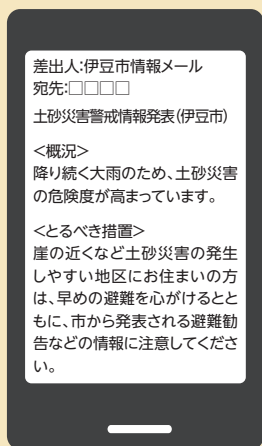 差出人:伊豆市情報メール
宛先:□□□□
土砂災害警戒情報発表(伊豆市)
<概況>
降り続く大雨のため、土砂災害
の危険度が高まっています。
<とるべき措置>
崖の近くなど土砂災害の発生
しやすい地区にお住まいの方
は、早めの避難を心がけるとと
もに、市から発表される避難勧
告などの情報に注意してくださ
い。